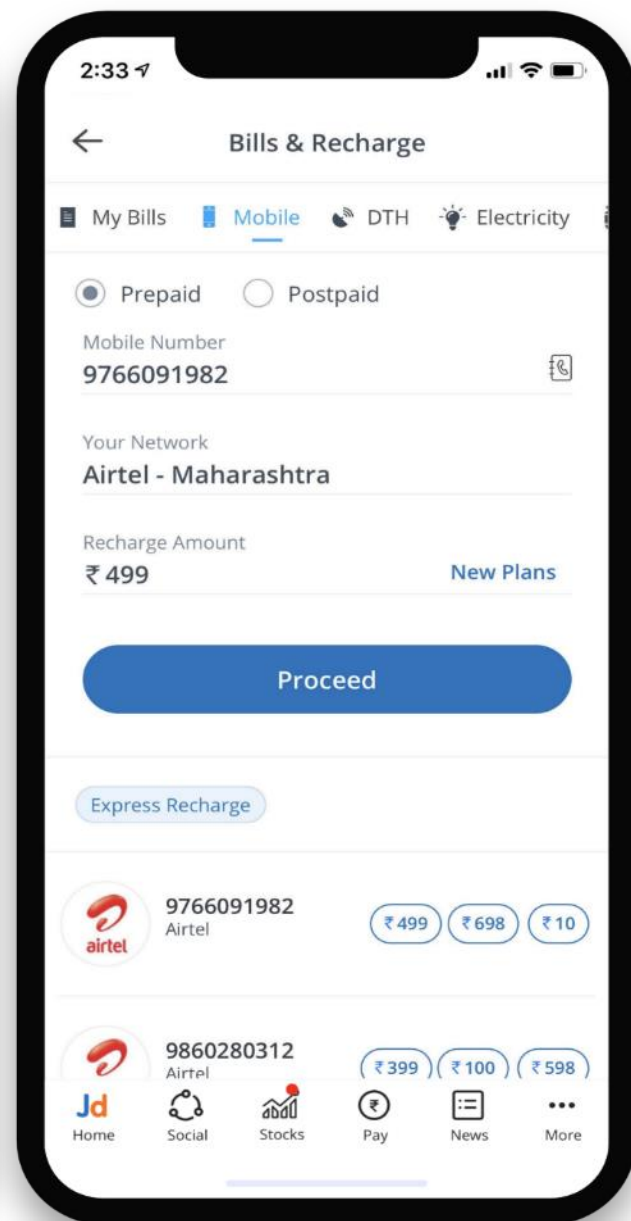 2:33
Bills & Recharge
My Bills Mobile DTH Electricity
Prepaid Postpaid
Mobile Number
9766091982
Your Network
Airtel - Maharashtra
Recharge Amount
₹ 499 New Plans
Proceed
Express Recharge
airtel
9766091982
Airtel
₹ 499 ₹ 698 ₹ 10
9860280312
Airtel
₹ 399 ₹ 100 ₹ 598
Jd
Home Social Stocks Pay News More